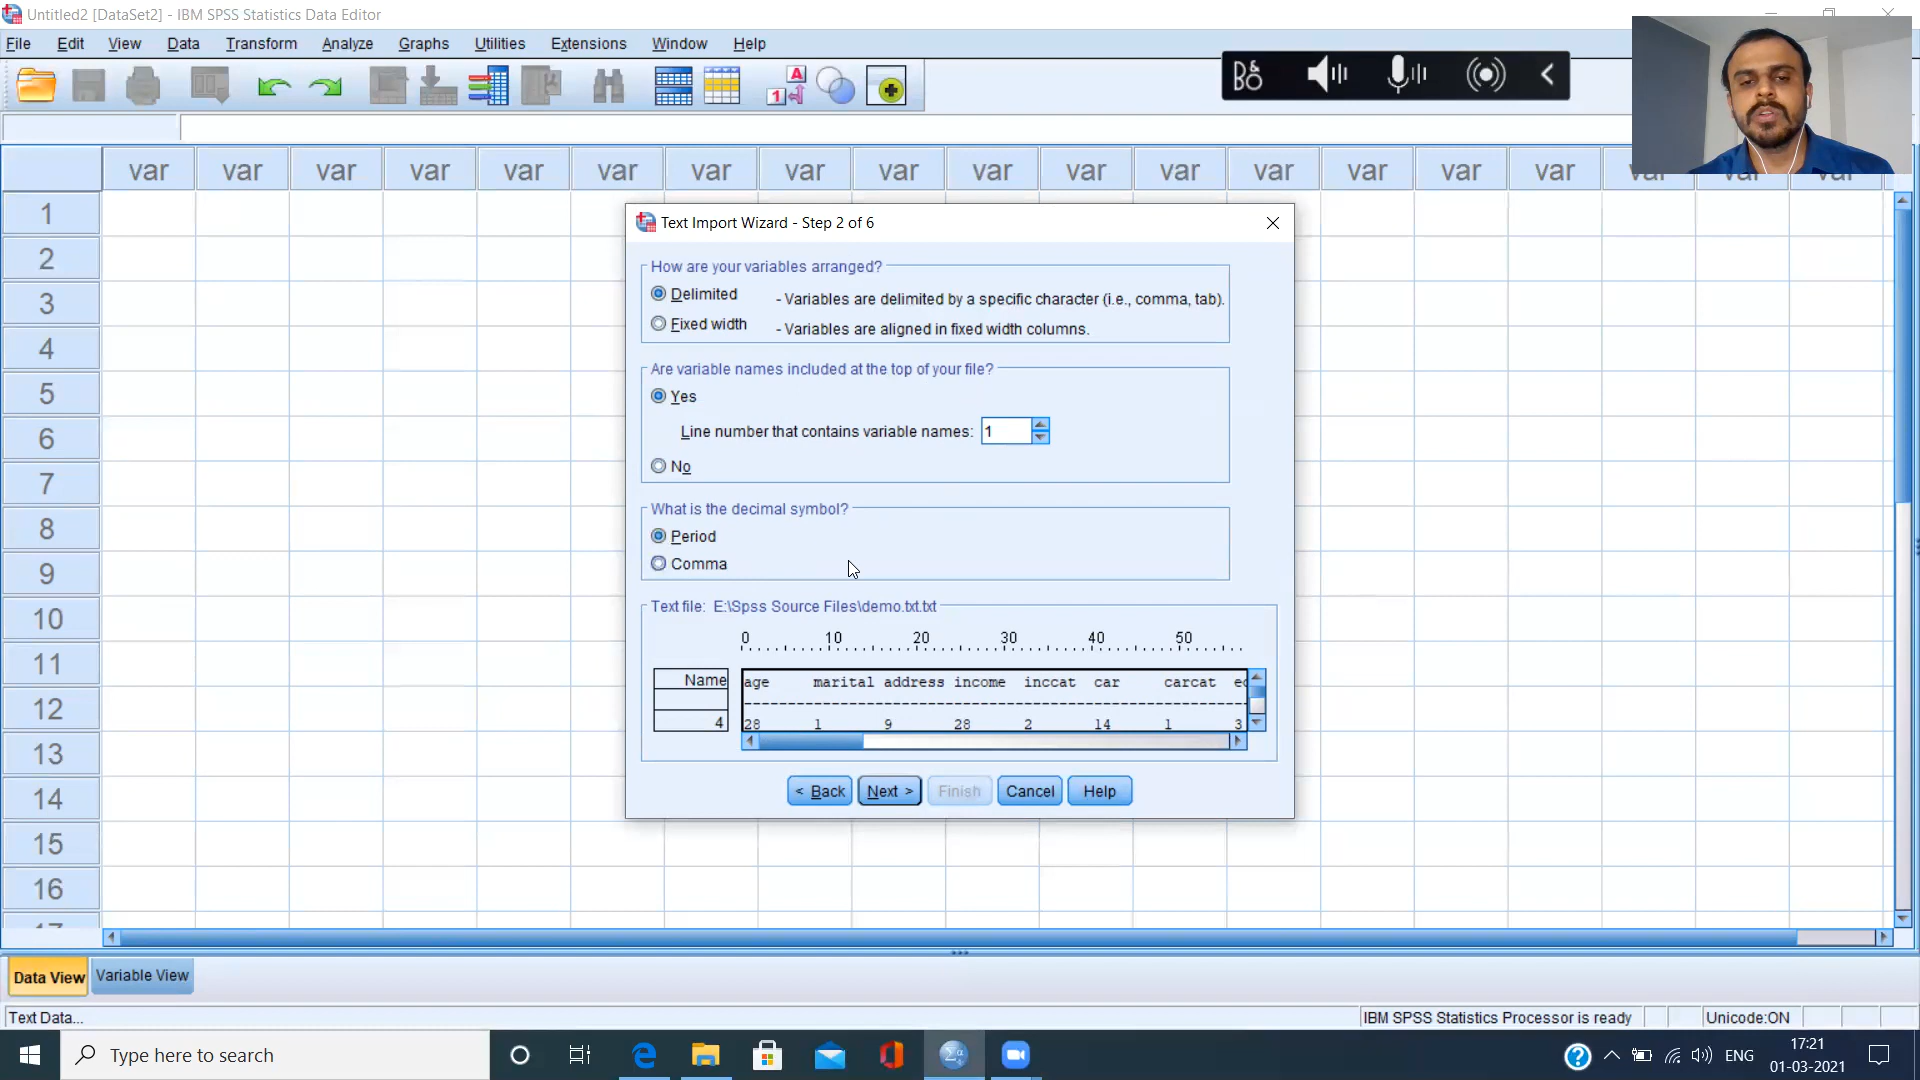 Untitled2 [DataSet2] - IBM SPSS Statistics Data Editor
File Edit View Data Transform Analyze Graphs Utilities Extensions Window Help
var var var var var var var var var var var var var var var var var var var
1
2
3
4
5
6
7
8
9
10
11
12
13
14
15
16
17
Text Import Wizard - Step 2 of 6
How are your variables arranged?
Delimited - Variables are delimited by a specific character (i.e., comma, tab).
Fixed width - Variables are aligned in fixed width columns.
Are variable names included at the top of your file?
Yes
Line number that contains variable names: 1
No
What is the decimal symbol?
Period
Comma
Text file: E:\Spss Source Files\demo.txt.txt
0 10 20 30 40 50
Name age marital address income inccat car carcat
4 28 1 9 28 2 14 1 3
< Back Next > Finish Cancel Help
Data View Variable View
Text Data...
IBM SPSS Statistics Processor is ready
Unicode:ON
Type here to search
ENG
17:21
01-03-2021